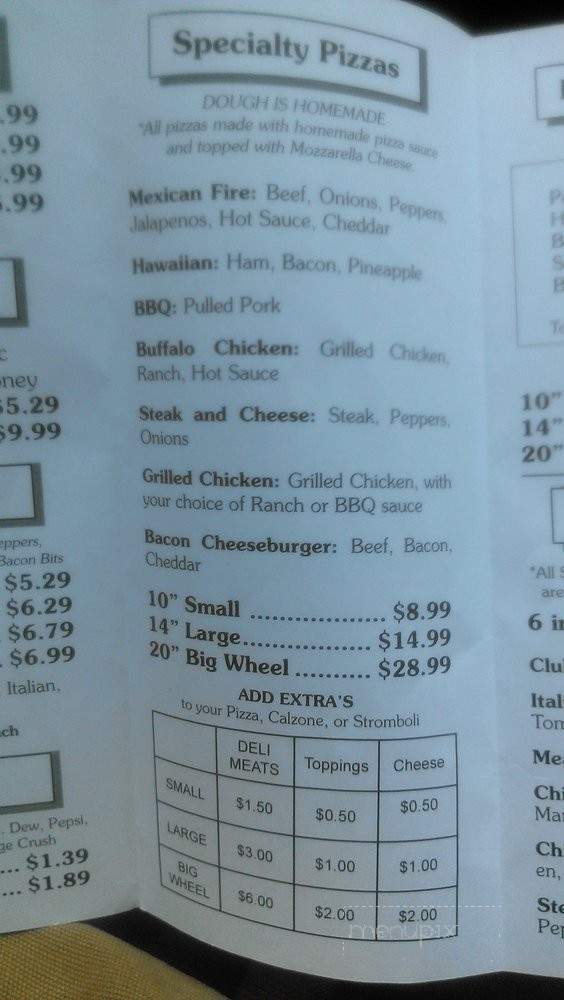 .99
.99
.99
.99
oney
$5.29
$9.99
eppers,
Bacon Bits
$5.29
$6.29
$6.79
$6.99
Italian,
Dew, Pepsi,
Crush
... $1.39
... $1.89
Specialty Pizzas
DOUGH IS HOMEMADE
*All pizzas made with homemade pizza sauce
and topped with Mozzarella Cheese
Mexican Fire: Beef, Onions, Peppers,
Jalapenos, Hot Sauce, Cheddar
Hawaiian: Ham, Bacon, Pineapple
BBQ: Pulled Pork
Buffalo Chicken: Grilled Chicken,
Ranch, Hot Sauce
Steak and Cheese: Steak, Peppers,
Onions
Grilled Chicken: Grilled Chicken, with
your choice of Ranch or BBQ sauce
Bacon Cheeseburger: Beef, Bacon,
Cheddar
10" Small .................... $8.99
14" Large................... $14.99
20" Big Wheel ........... $28.99
ADD EXTRA'S
to your Pizza, Calzone, or Stromboli
DELI MEATS Toppings Cheese
SMALL $1.50 $0.50 $0.50
LARGE $3.00 $1.00 $1.00
BIG WHEEL $6.00 $2.00 $2.00
menupix
10"
14"
20"
*All
are
6 in
Clu
Ital
Tom
Mea
Chi
Mar
Ch
en,
Ste
Pep